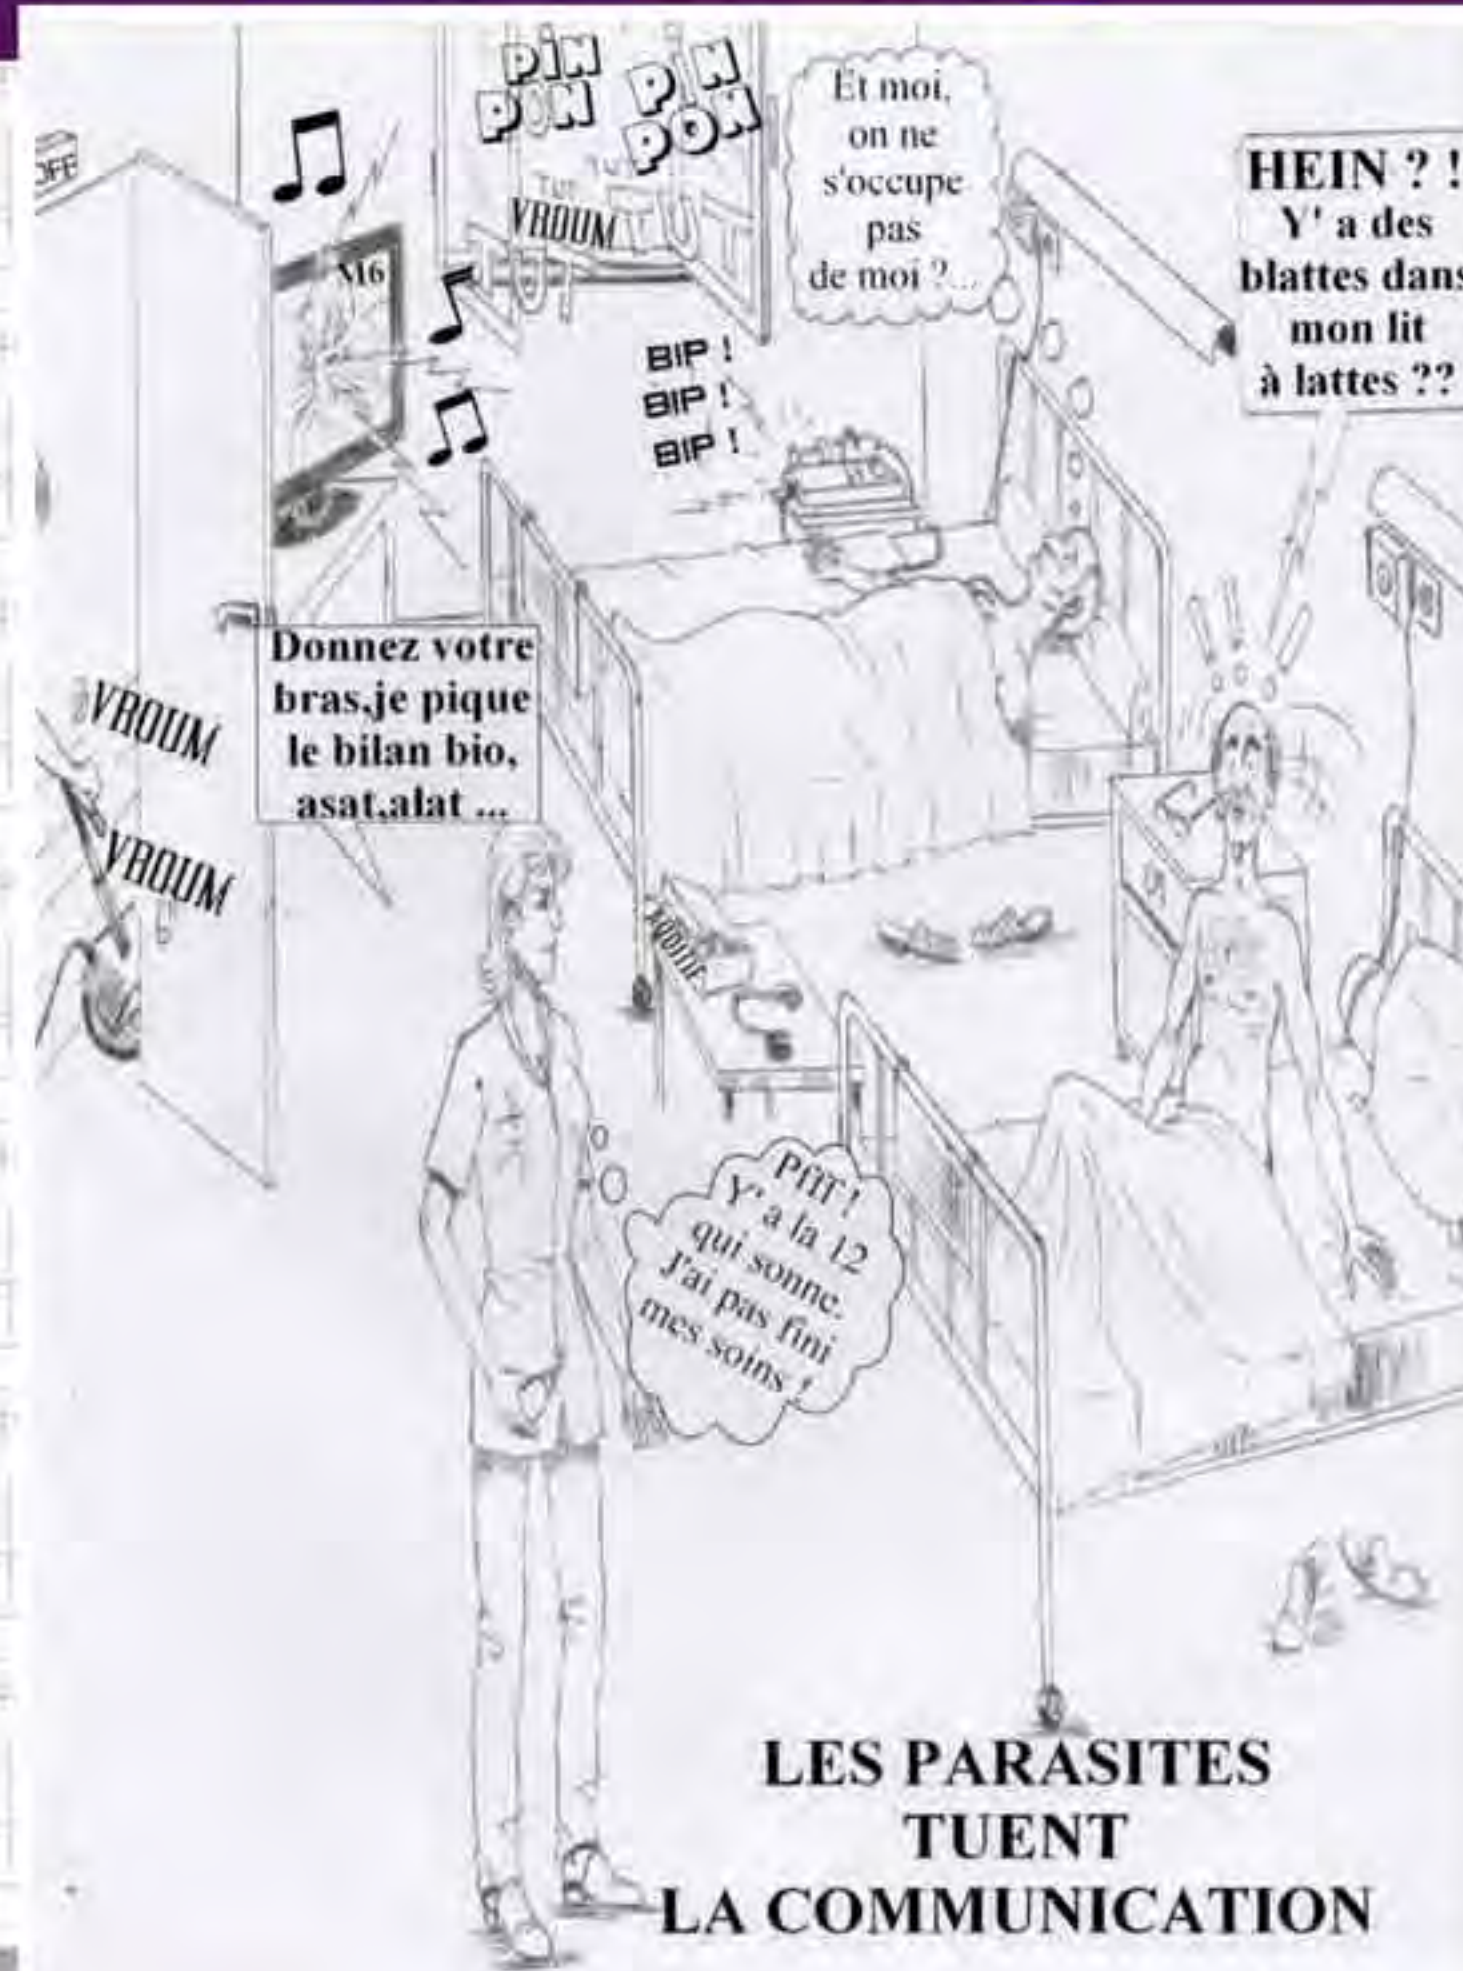 PiN
PON
PiN
PON
TUT
VROUM
M6
Et moi,
on ne
s'occupe
pas
de moi ?...
HEIN ? !
Y' a des
blattes dans
mon lit
à lattes ??
BIP !
BIP !
BIP !
Donnez votre
bras,je pique
le bilan bio,
asat,alat ...
VROUM
VROUM
Pfff !
Y' a la 12
qui sonne.
J'ai pas fini
mes soins !
LES PARASITES
TUENT
LA COMMUNICATION